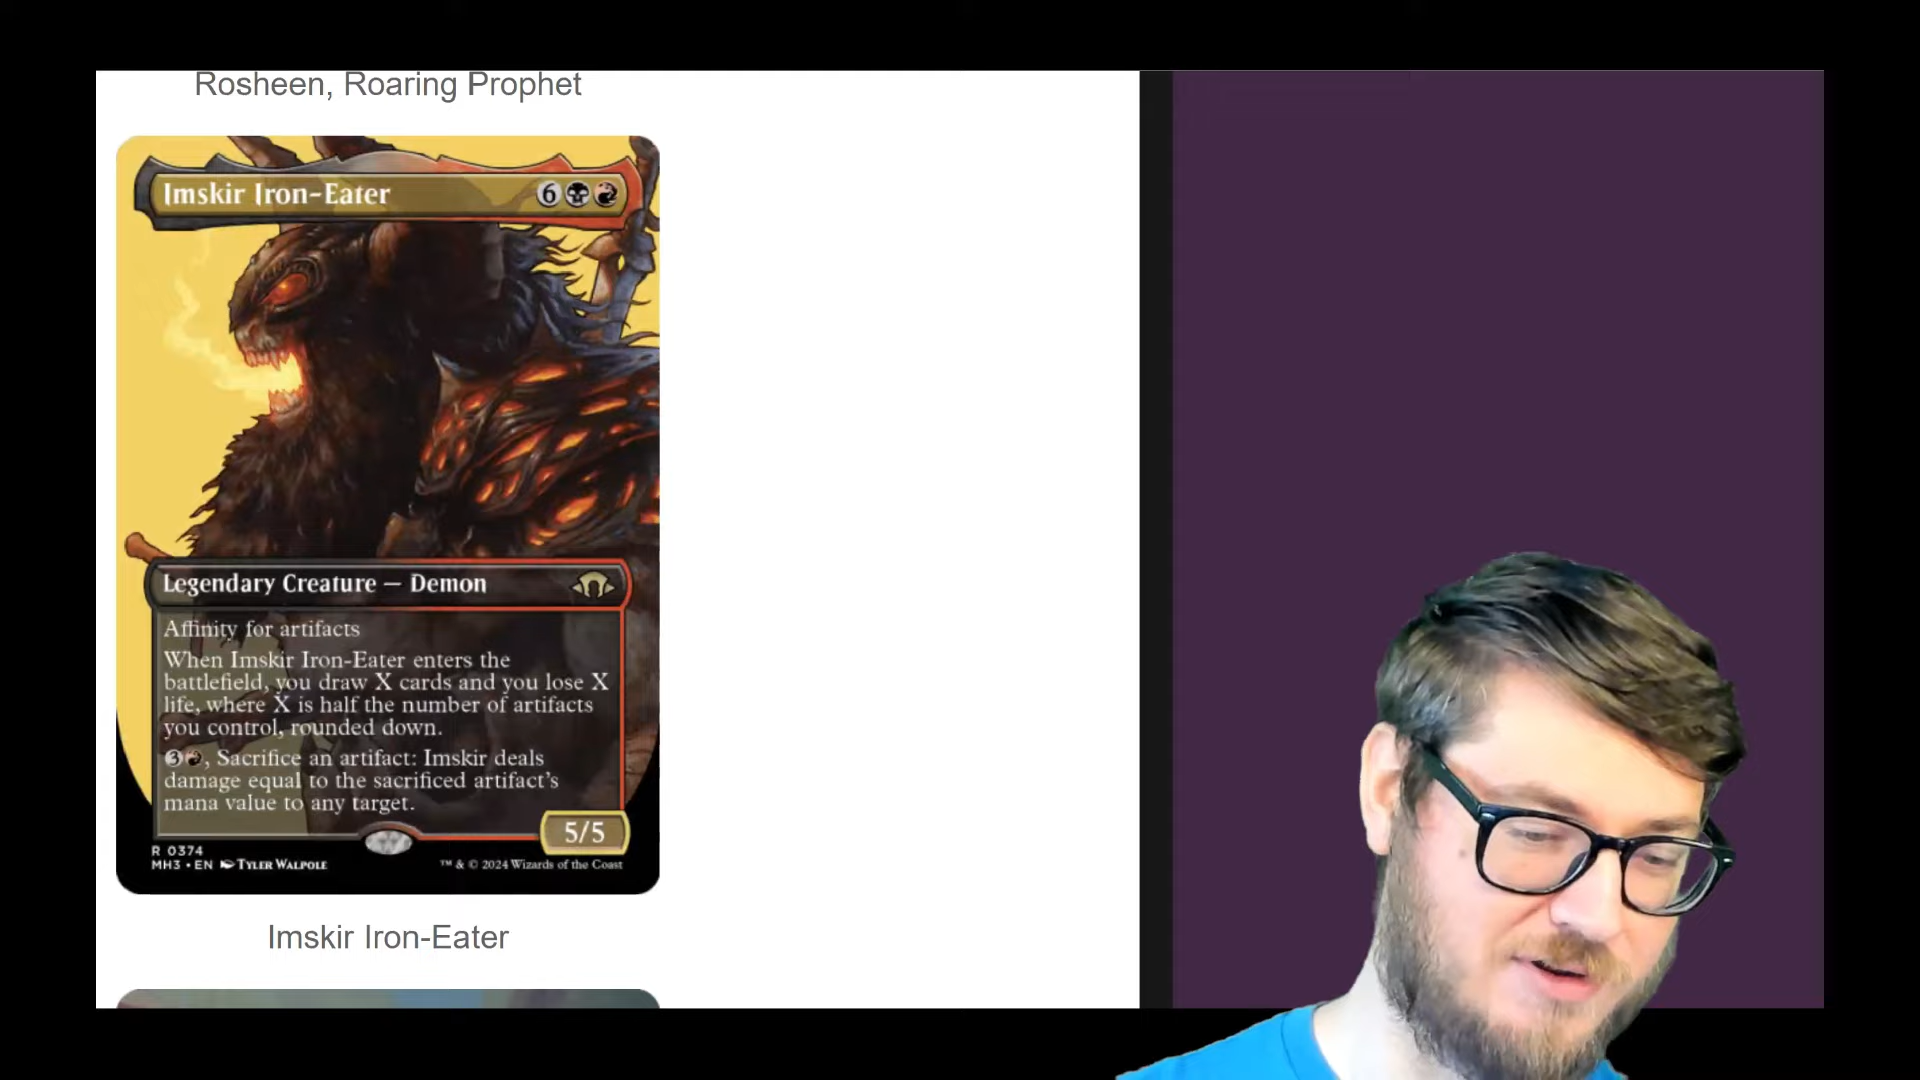 Rosheen, Roaring Prophet
Imskir Iron-Eater
6
Legendary Creature — Demon
Affinity for artifacts
When Imskir Iron-Eater enters the
battlefield, you draw X cards and you lose X
life, where X is half the number of artifacts
you control, rounded down.
3, Sacrifice an artifact: Imskir deals
damage equal to the sacrificed artifact's
mana value to any target.
5/5
R 0374
MH3 • EN TYLER WALPOLE
™ & © 2024 Wizards of the Coast
Imskir Iron-Eater